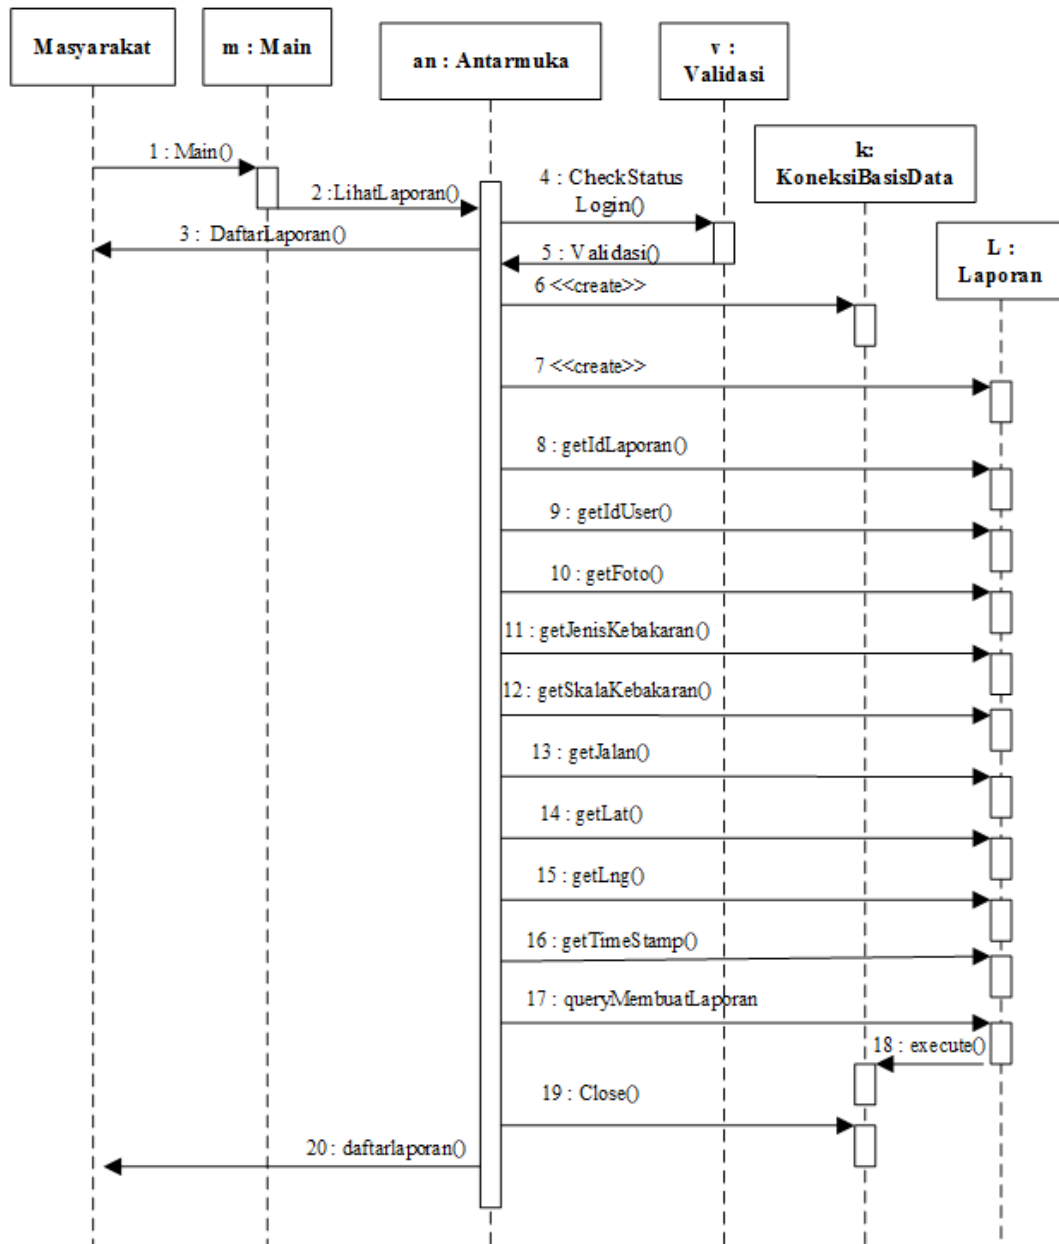 Masyarakat
m : Main
an : Antarmuka
v :
Validasi
k:
KoneksiBasisData
L :
Laporan
1 : Main()
2 :LihatLaporan()
3 : DaftarLaporan()
4 : CheckStatus
Login()
5 : Validasi()
6 <<create>>
7 <<create>>
8 : getIdLaporan()
9 : getIdUser()
10 : getFoto()
11 : getJenisKebakaran()
12 : getSkalaKebakaran()
13 : getJalan()
14 : getLat()
15 : getLng()
16 : getTimeStamp()
17 : queryMembuatLaporan
18 : execute()
19 : Close()
20 : daftarlaporan()